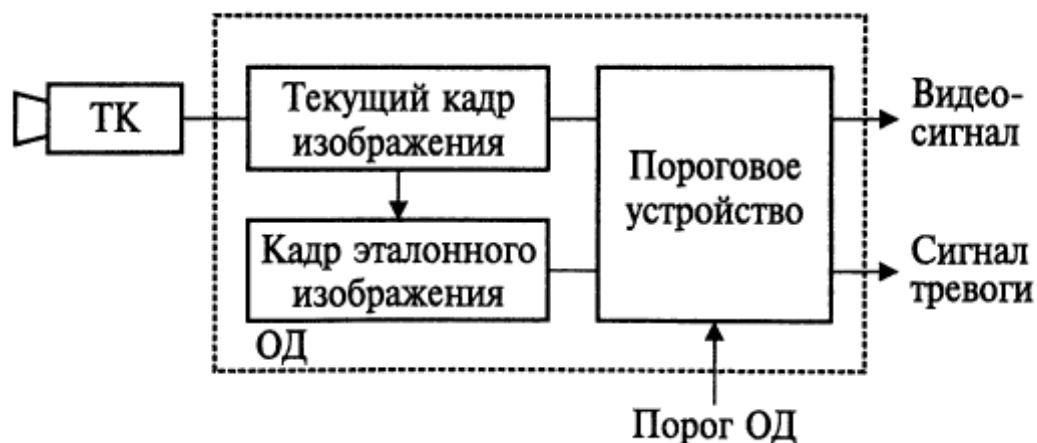 ТК
Текущий кадр
изображения
Кадр эталонного
изображения
ОД
Пороговое
устройство
Видео-
сигнал
Сигнал
тревоги
Порог ОД